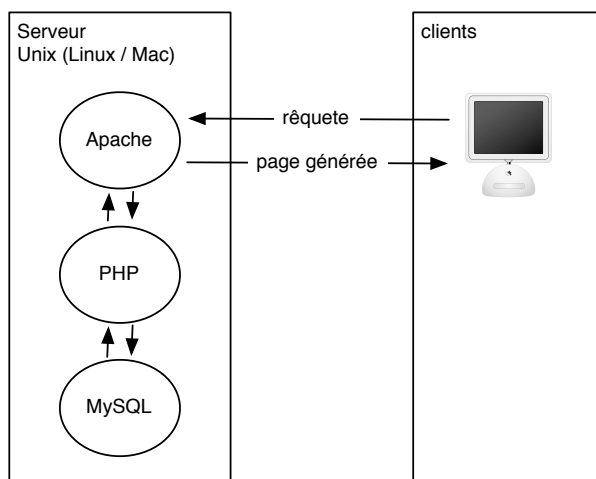 Serveur
Unix (Linux / Mac)
clients
rêquete
Apache
page générée
PHP
MySQL